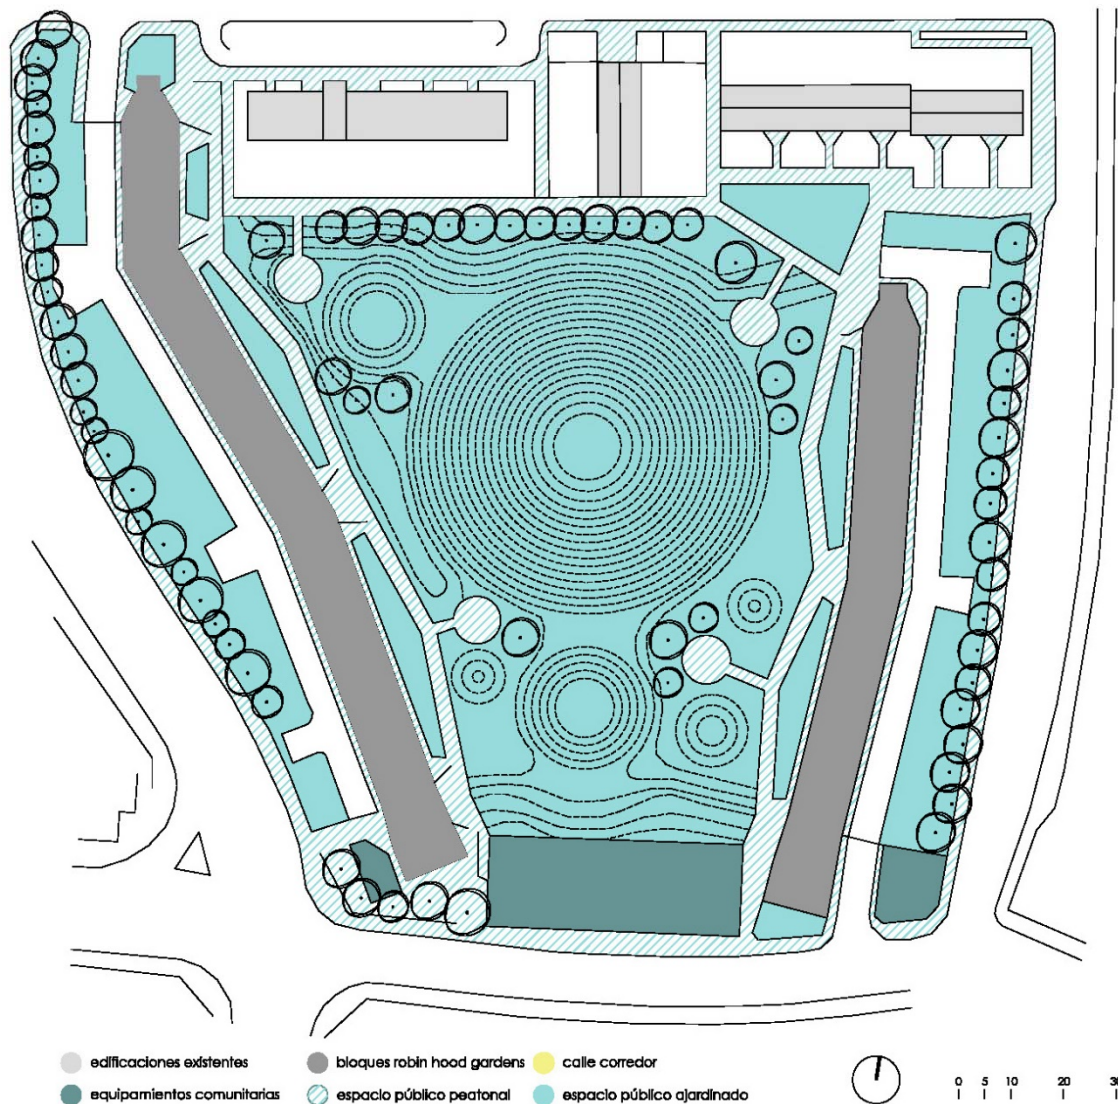 edificaciones existentes
bloques robin hood gardens
calle corredor
equipamientos comunitarias
espacio público peatonal
espacio público ajardinado
0 5 10 20 30